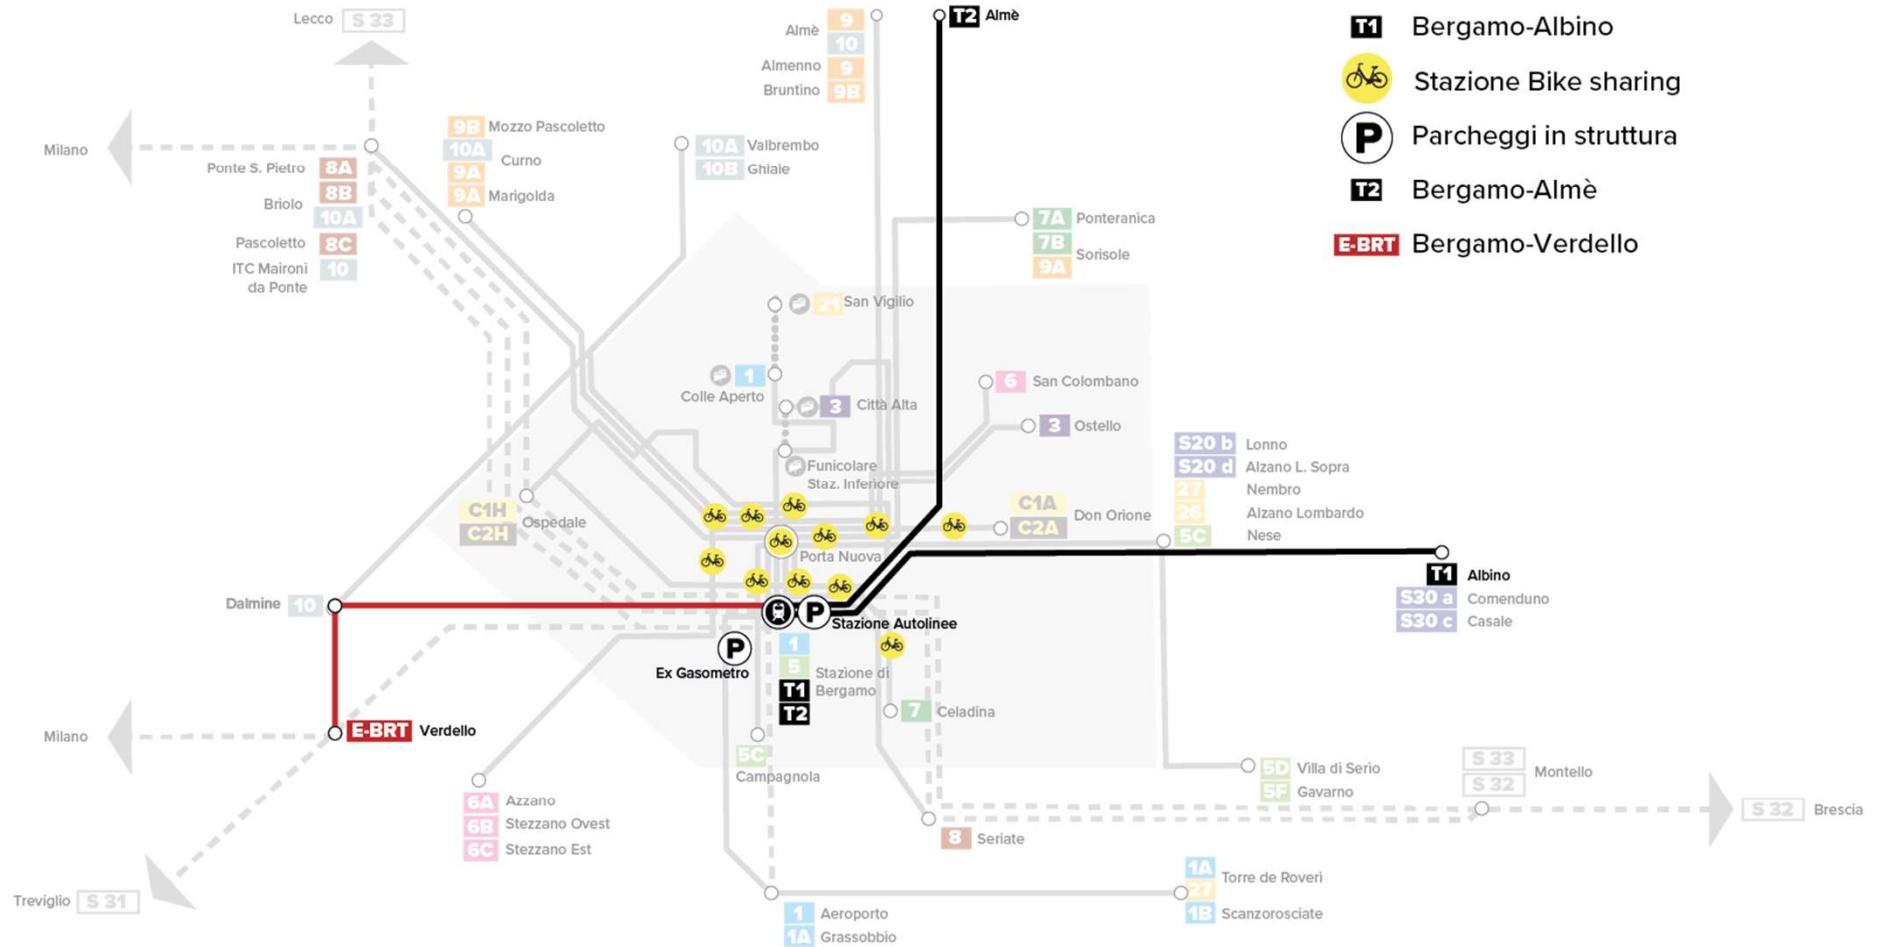 Lecco S 33
Almè 9
10
Almenno 9
Bruntino 9B
T2 Almè
T1 Bergamo-Albino
Stazione Bike sharing
P Parcheggi in struttura
T2 Bergamo-Almè
E-BRT Bergamo-Verdello
Milano
9B Mozzo Pascoletto
10A Curno
9A
9A Marigolda
10A Valbrembo
10B Ghiaie
Ponte S. Pietro 8A
8B
Briolo
10A
Pascoletto 8C
ITC Maironi 10
da Ponte
7A Ponteranica
7B
Sorisole
9A
21 San Vigilio
1
Colle Aperto
3 Città Alta
6 San Colombano
3 Ostello
Funicolare
Staz. Inferiore
S20 b Lonno
S20 d Alzano L. Sopra
27 Nembro
26 Alzano Lombardo
5C Nese
C1H
Ospedale
C2H
C1A
Don Orione
C2A
Porta Nuova
T1 Albino
S30 a Comenduno
S30 c Casale
Dalmine 10
P
Stazione Autolinee
P
Ex Gasometro
1
5
Stazione di
T1 Bergamo
T2
7 Celadina
Milano
E-BRT Verdello
5C
Campagnola
5D Villa di Serio
5F Gavarno
S 33
Montello
S 32
S 32 Brescia
6A Azzano
6B Stezzano Ovest
6C Stezzano Est
8 Seriate
Treviglio S 31
1A
Torre de Roveri
27
1B Scanzorosciate
1 Aeroporto
1A Grassobbio